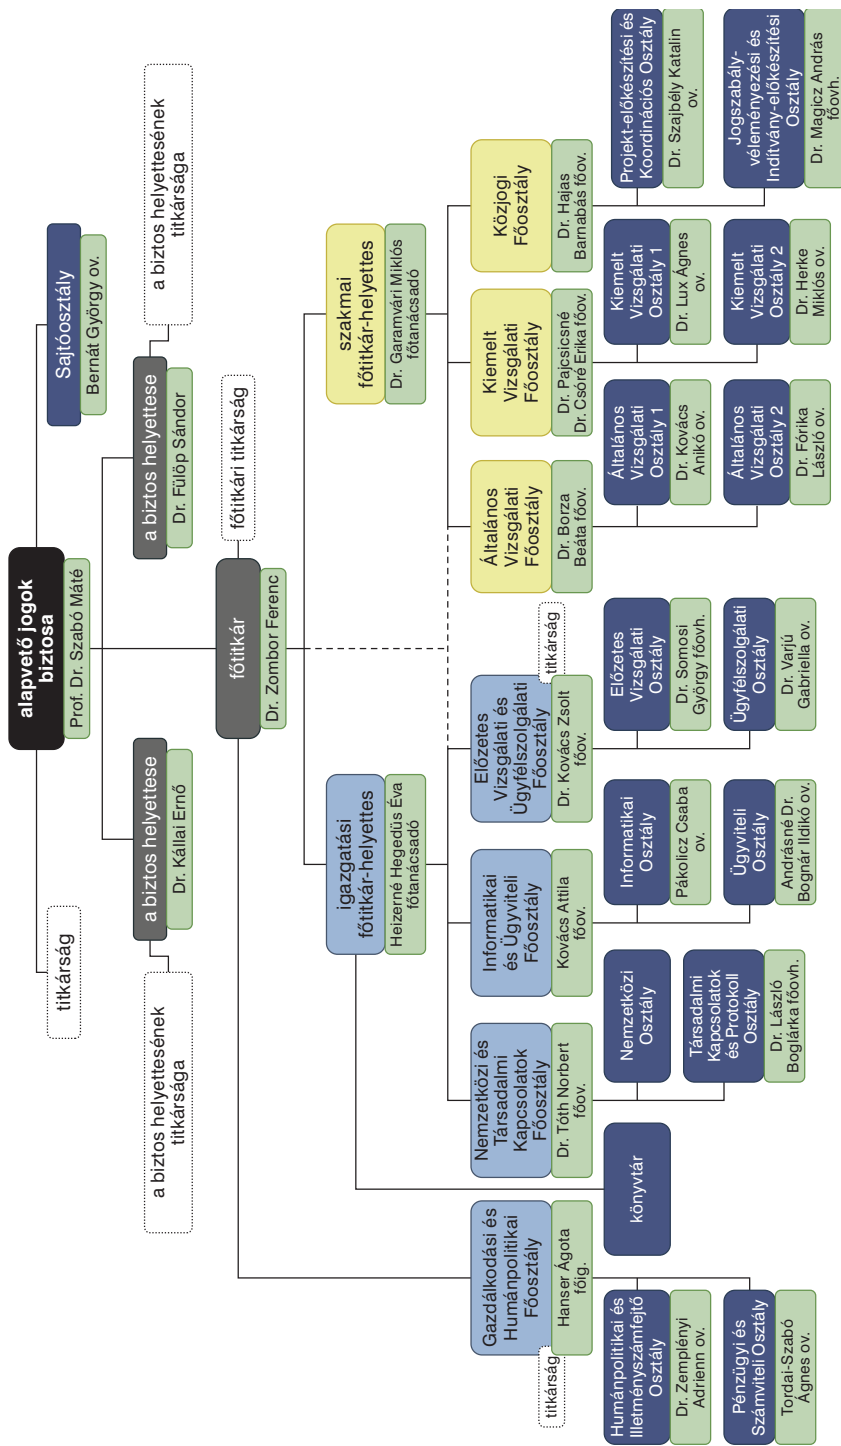 alapvető jogok
biztosa
Prof. Dr. Szabó Máté
titkárság
Sajtóosztály
Bernát György ov.
a biztos helyettese
Dr. Kállai Ernő
a biztos helyettesének
titkársága
a biztos helyettese
Dr. Fülöp Sándor
a biztos helyettesének
titkársága
főtitkár
Dr. Zombor Ferenc
főtitkári titkárság
igazgatási
főtitkár-helyettes
Heizerné Hegedüs Éva
főtanácsadó
szakmai
főtitkár-helyettes
Dr. Garamvári Miklós
főtanácsadó
Gazdálkodási és
Humánpolitikai
Főosztály
Hanser Ágota
főig.
titkárság
Nemzetközi és
Társadalmi
Kapcsolatok
Főosztály
Dr. Tóth Norbert
főov.
Informatikai
és Ügyviteli
Főosztály
Kovács Attila
főov.
Előzetes
Vizsgálati és
Ügyfélszolgálati
Főosztály
Dr. Kovács Zsolt
főov.
titkárság
Általános
Vizsgálati
Főosztály
Dr. Borza
Beáta főov.
Kiemelt
Vizsgálati
Főosztály
Dr. Pajcsicsné
Dr. Csóré Erika főov.
Közjogi
Főosztály
Dr. Hajas
Barnabás főov.
Humánpolitikai és
Illetményszámfejtő
Osztály
Dr. Zemplényi
Adrienn ov.
Pénzügyi és
Számviteli Osztály
Tordai-Szabó
Ágnes ov.
könyvtár
Nemzetközi
Osztály
Társadalmi
Kapcsolatok
és Protokoll
Osztály
Dr. László
Boglárka főovh.
Informatikai
Osztály
Pákolicz Csaba
ov.
Ügyviteli
Osztály
Andrásné Dr.
Bognár Ildikó ov.
Előzetes
Vizsgálati
Osztály
Dr. Somosi
György főovh.
Ügyfélszolgálati
Osztály
Dr. Varjú
Gabriella ov.
Általános
Vizsgálati
Osztály 1
Dr. Kovács
Anikó ov.
Általános
Vizsgálati
Osztály 2
Dr. Fórika
László ov.
Kiemelt
Vizsgálati
Osztály 1
Dr. Lux Ágnes
ov.
Kiemelt
Vizsgálati
Osztály 2
Dr. Herke
Miklós ov.
Projekt-előkészítési és
Koordinációs Osztály
Dr. Szajbély Katalin
ov.
Jogszabály-
véleményezési és
Indítvány-előkészítési
Osztály
Dr. Magicz András
főovh.